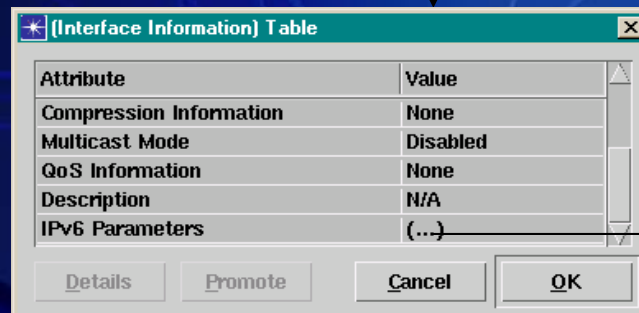 (Interface Information) Table
Attribute Value
Compression Information None
Multicast Mode Disabled
QoS Information None
Description N/A
IPv6 Parameters (...)
Details Promote Cancel OK